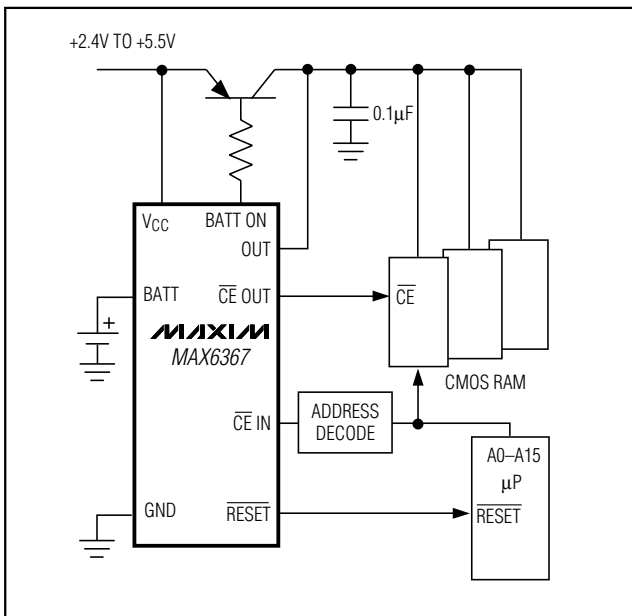 +2.4V TO +5.5V
0.1μF
VCC
BATT ON
OUT
BATT
CE OUT
CE
MAXIM
MAX6367
CMOS RAM
CE IN
ADDRESS
DECODE
A0–A15
μP
GND
RESET
RESET
+